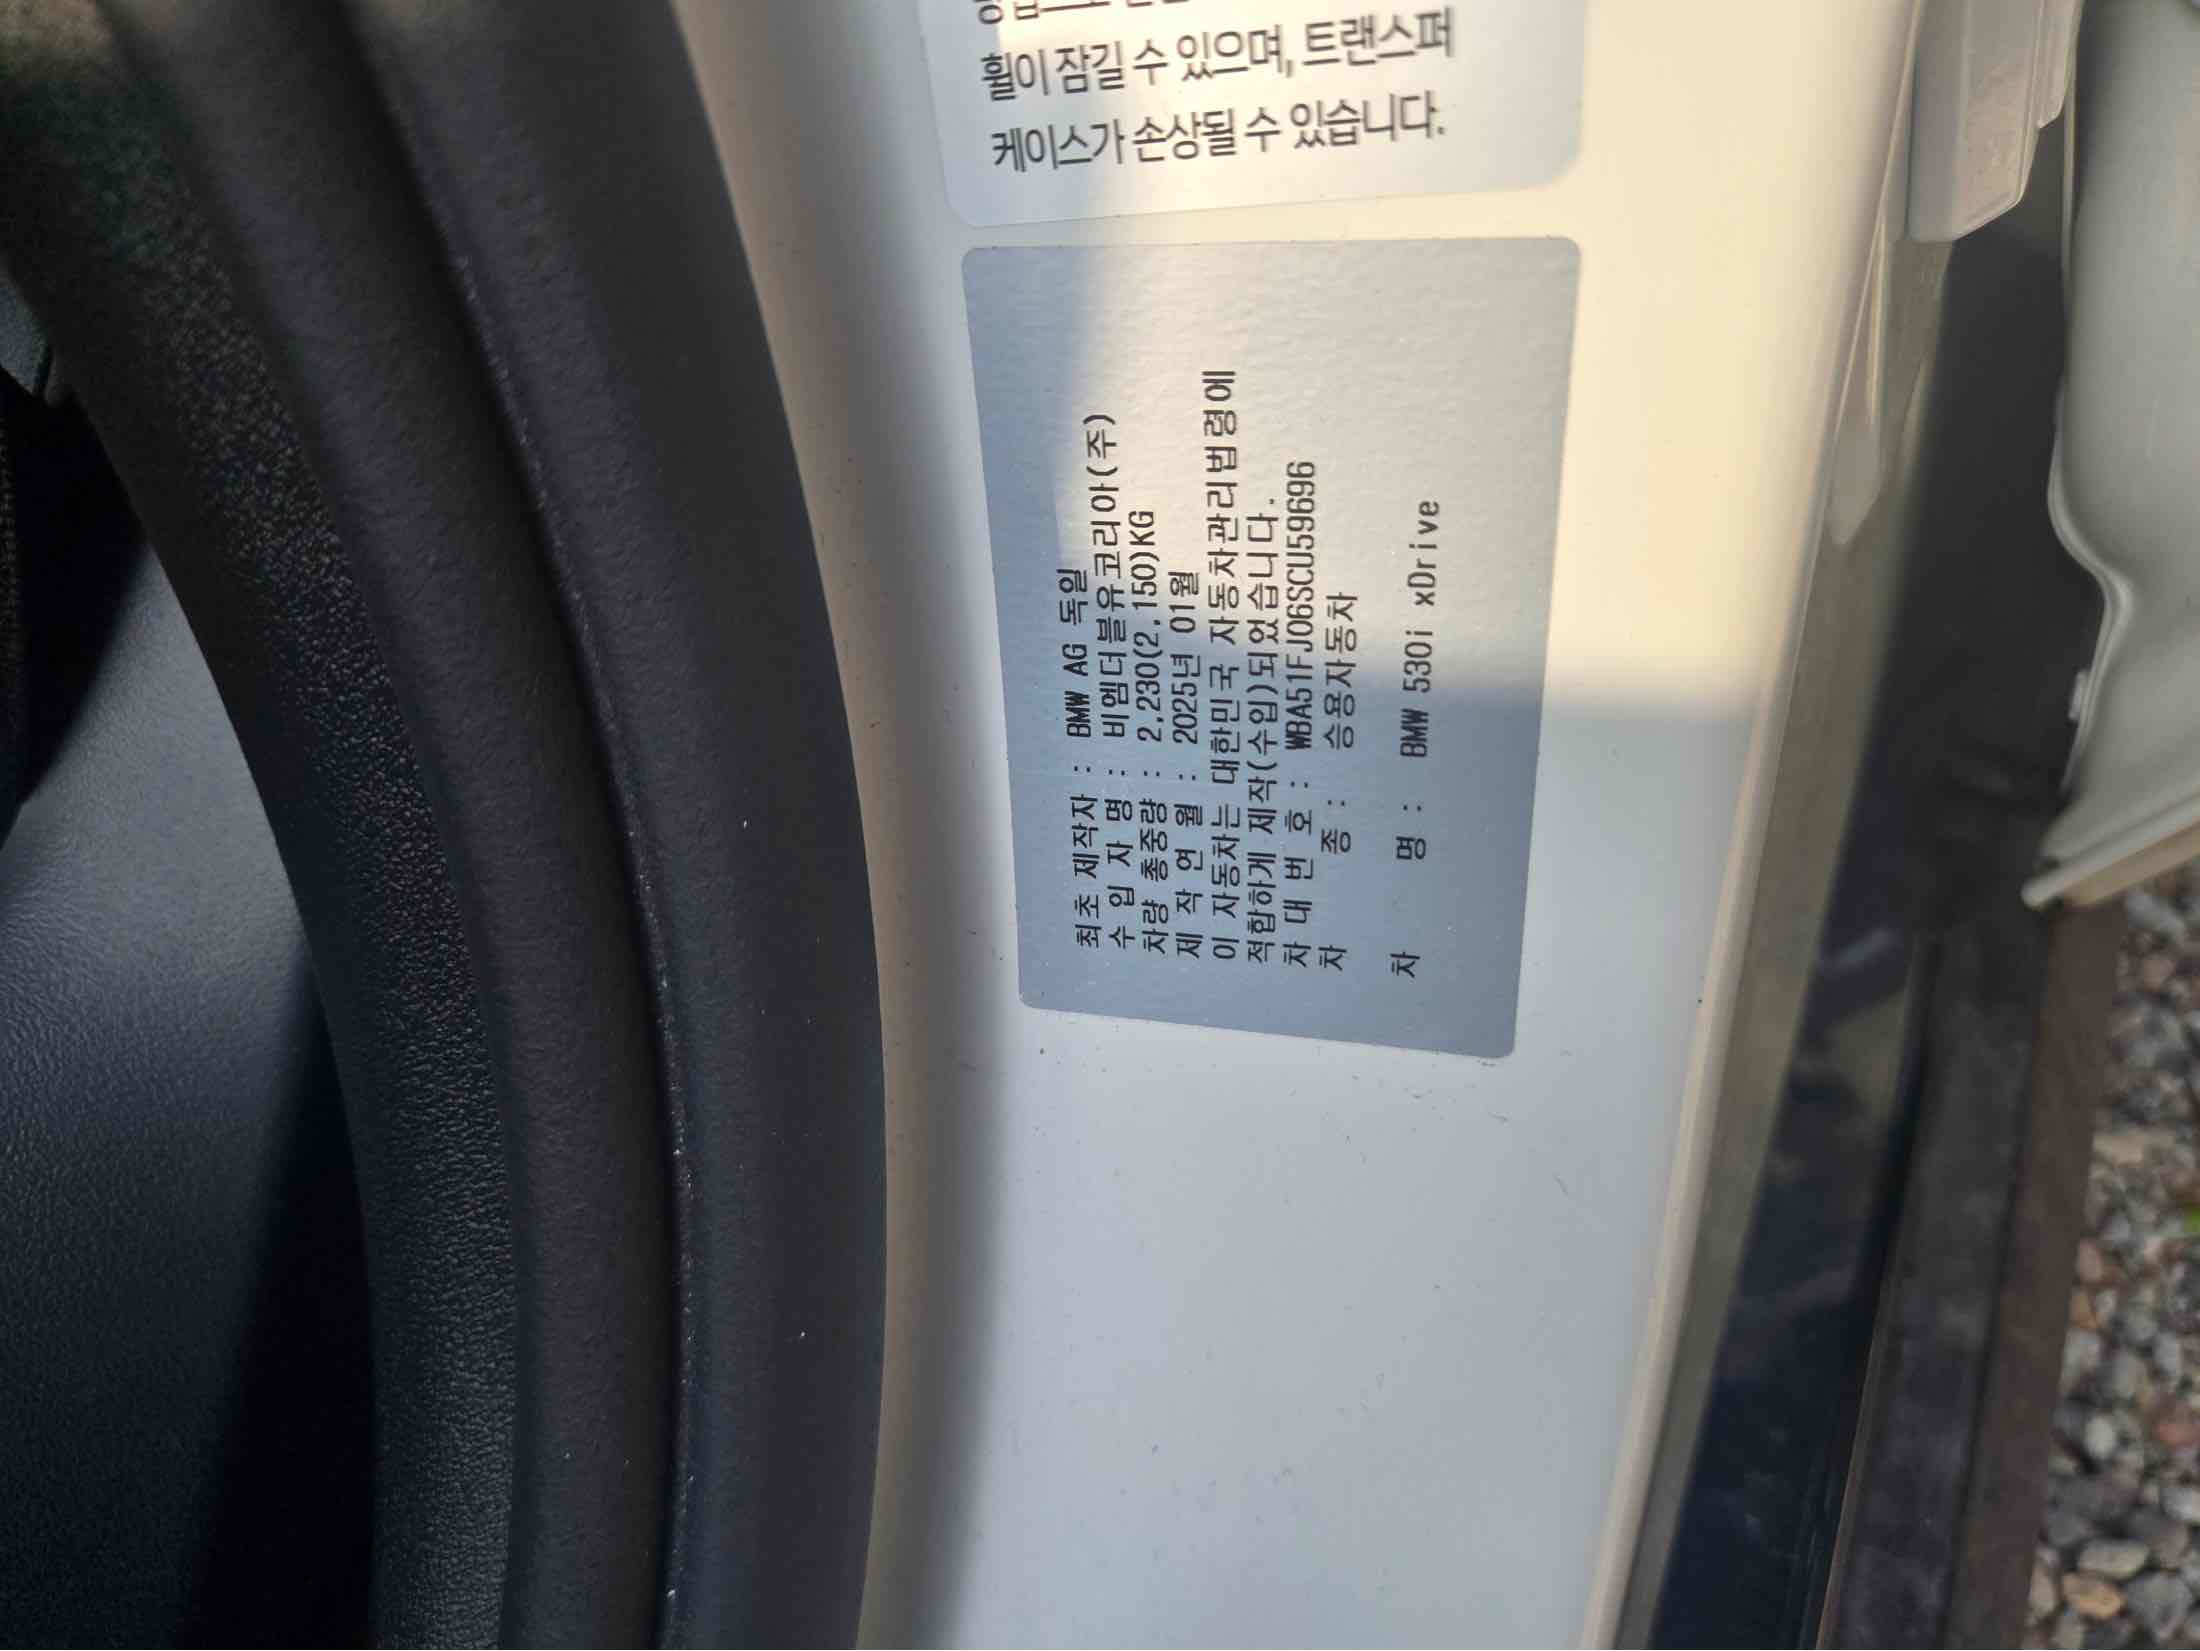 휠이 잠길 수 있으며, 트랜스퍼
케이스가 손상될 수 있습니다.
최초 제작자 : BMW AG 독일
수 입 자 명 : 비엠더블유코리아(주)
차량 총중량 : 2,230(2,150)KG
제 작 연 월 : 2025년 01월
이 자동차는 대한민국 자동차관리법령에
적합하게 제작(수입)되었습니다.
차 대 번 호 : WBA51FJ06SCU59696
차 종 : 승용자동차
차 명 : BMW 530i xDrive